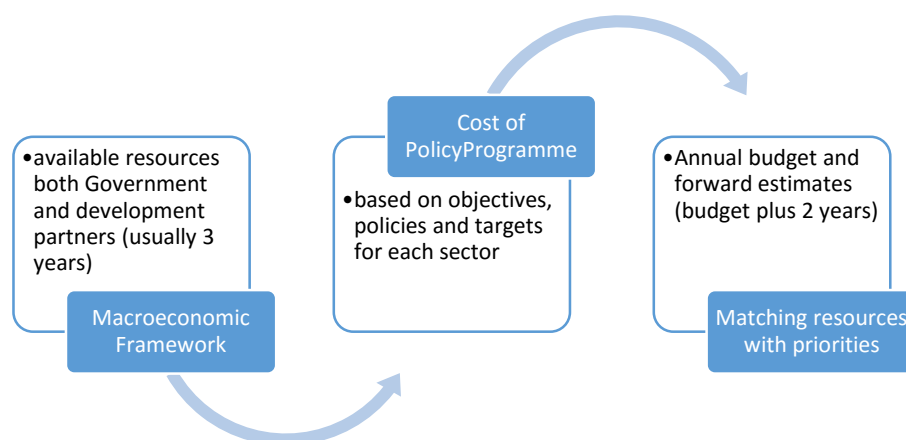 •available resources
both Government
and development
partners (usually 3
years)
Macroeconomic
Framework
Cost of
PolicyProgramme
•based on objectives,
policies and targets
for each sector
•Annual budget and
forward estimates
(budget plus 2 years)
Matching resources
with priorities